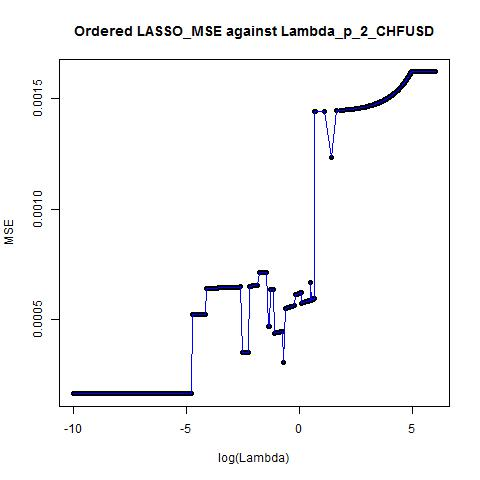 Ordered LASSO_MSE against Lambda_p_2_CHFUSD
MSE
0.0015
0.0010
0.0005
-10
-5
0
5
log(Lambda)